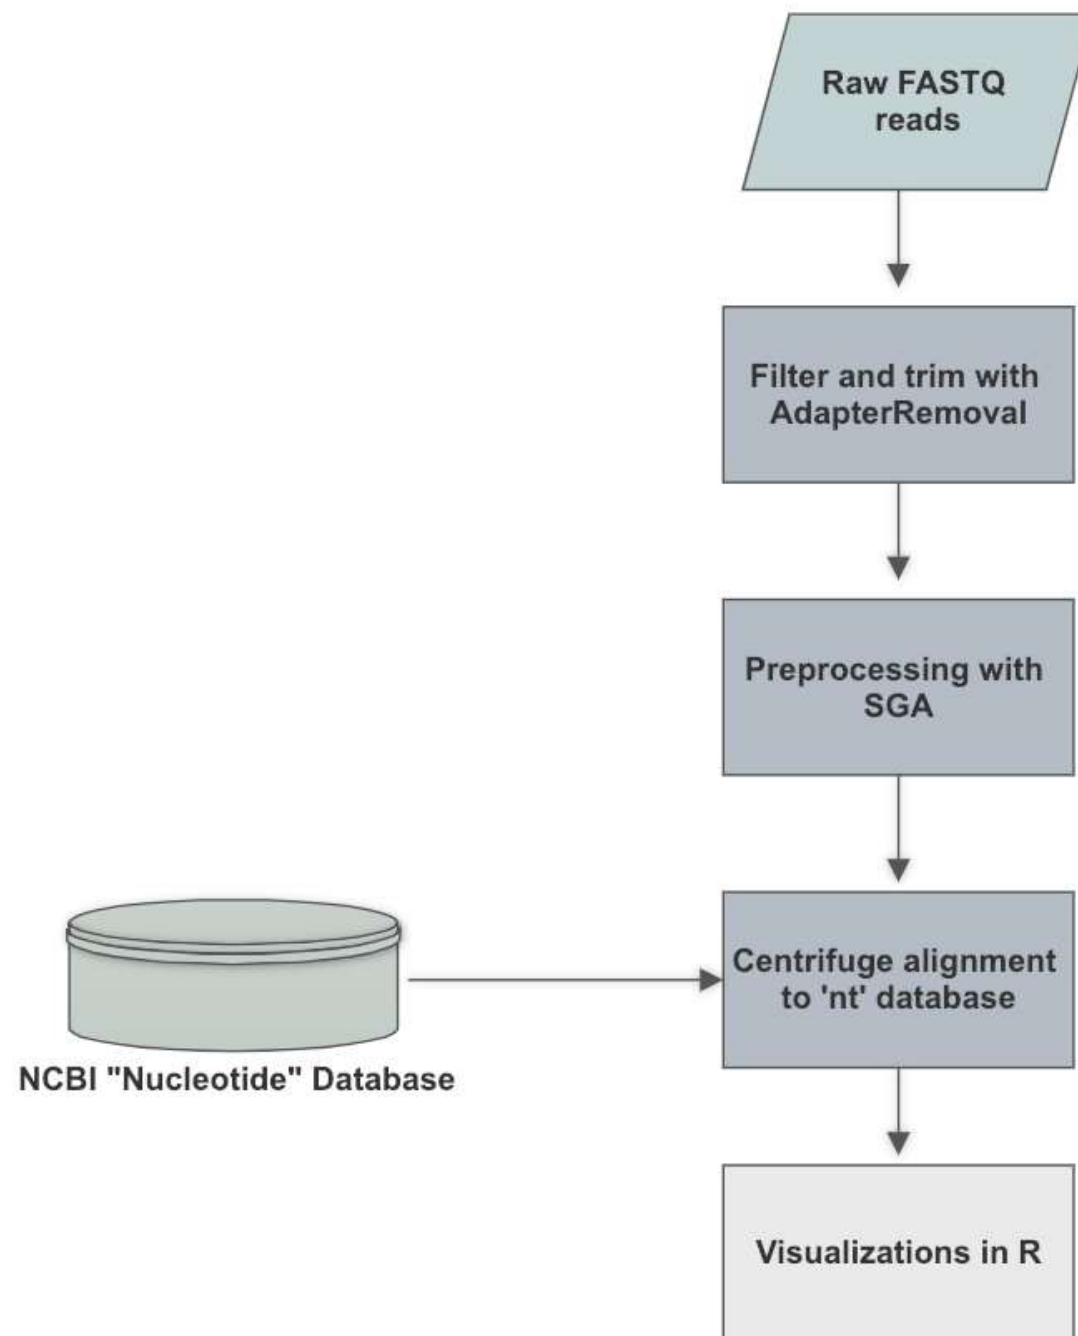 Raw FASTQ
reads
Filter and trim with
AdapterRemoval
Preprocessing with
SGA
Centrifuge alignment
to 'nt' database
NCBI "Nucleotide" Database
Visualizations in R